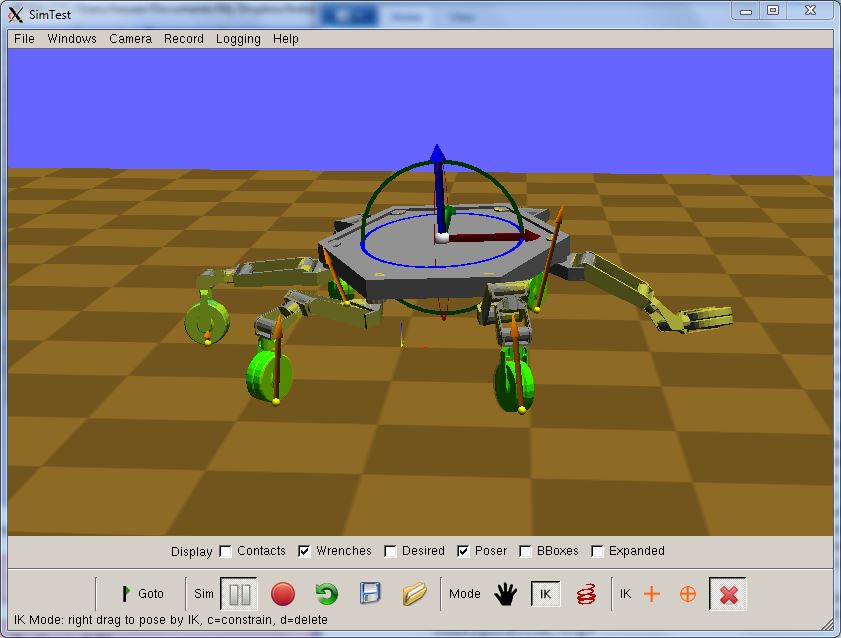 SimTest
File Windows Camera Record Logging Help
Display Contacts Wrenches Desired Poser BBoxes Expanded
Goto Sim Mode IK IK
IK Mode: right drag to pose by IK, c=constrain, d=delete